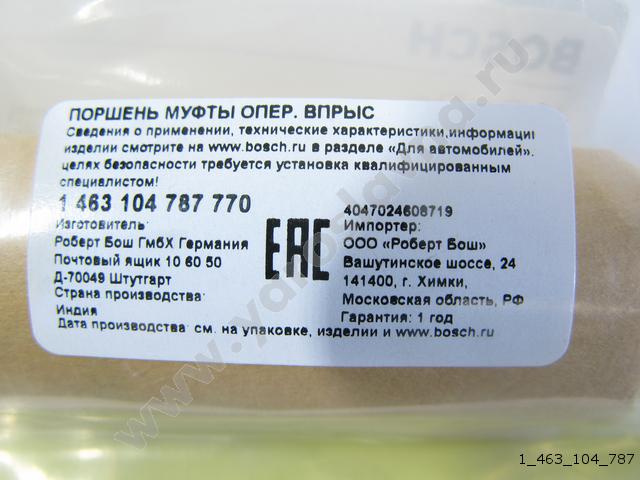 BOSCH
ПОРШЕНЬ МУФТЫ ОПЕР. ВПРЫС
Сведения о применении, технические характеристики,информаци
изделии смотрите на www.bosch.ru в разделе «Для автомобилей».
целях безопасности требуется установка квалифицированным
специалистом!
1 463 104 787 770
Изготовитель:
Роберт Бош ГмбХ Германия
Почтовый ящик 10 60 50
Д-70049 Штутгарт
Страна производства:
Индия
Дата производства: см. на упаковке, изделии и www.bosch.ru
EAC
4047024608719
Импортер:
ООО «Роберт Бош»
Вашутинское шоссе, 24
141400, г. Химки,
Московская область, РФ
Гарантия: 1 год
1_463_104_787